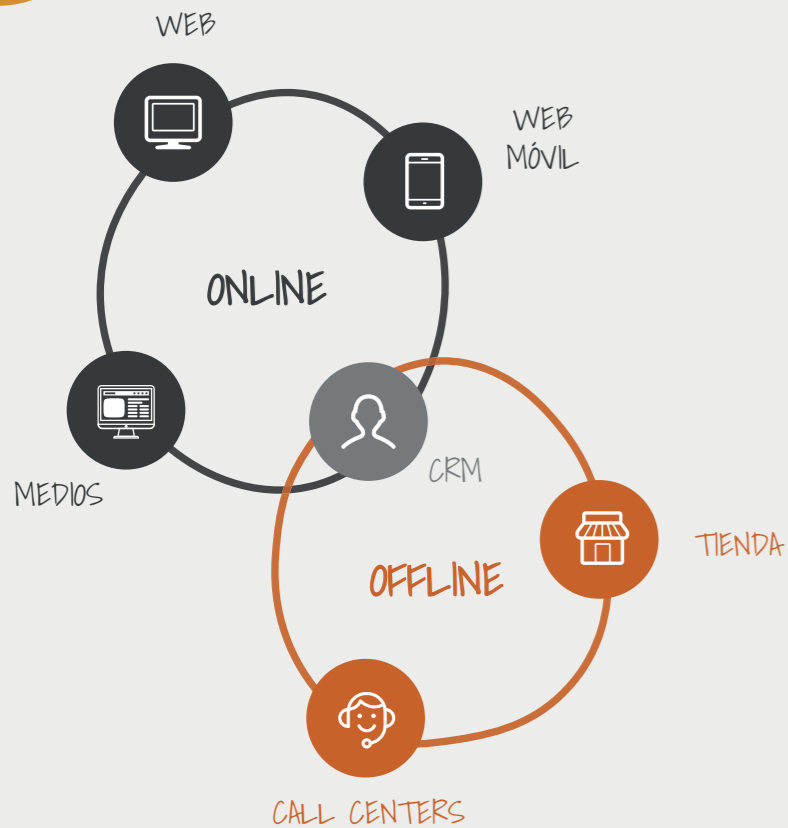 WEB
WEB
MÓVIL
ONLINE
MEDIOS
CRM
TIENDA
OFFLINE
CALL CENTERS